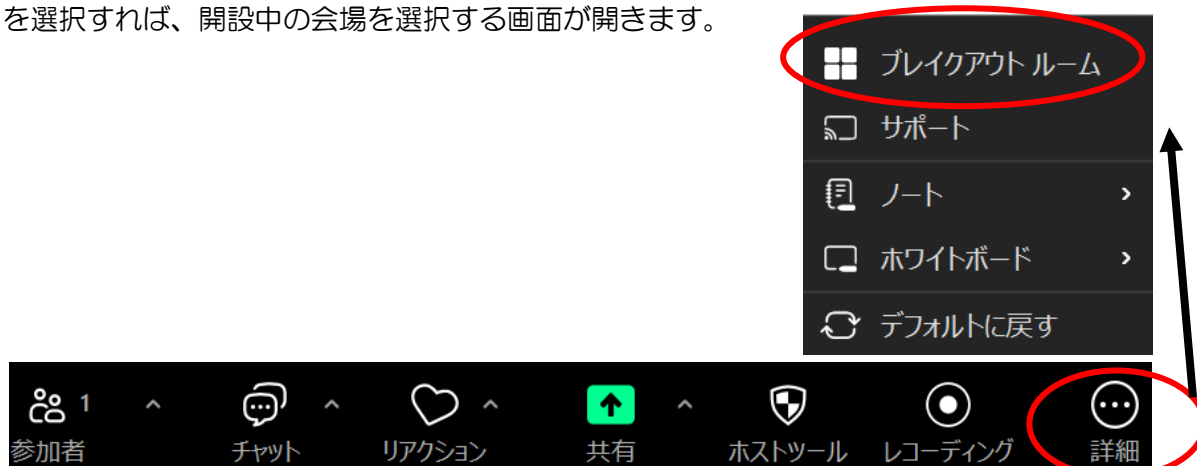 を選択すれば、開設中の会場を選択する画面が開きます。
ブレイクアウト ルーム
サポート
ノート
ホワイトボード
デフォルトに戻す
1
参加者
チャット
リアクション
共有
ホストツール
レコーディング
詳細